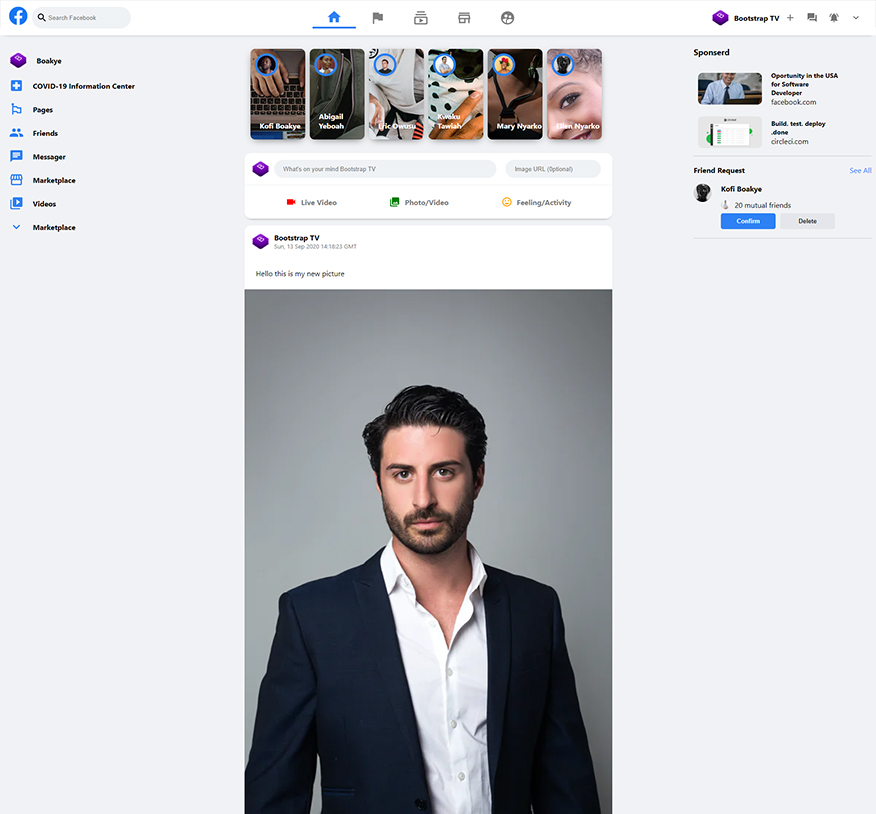 Search Facebook
Bootstrap TV
Boakye
COVID-19 Information Center
Pages
Friends
Messager
Marketplace
Videos
Marketplace
Kofi Boakye
Abigail
Yeboah
Eric Owusu
Kweku
Tawiah
Mary Nyarko
Ellen Nyarko
What's on your mind Bootstrap TV
Image URL (Optional)
Live Video
Photo/Video
Feeling/Activity
Bootstrap TV
Sun, 13 Sep 2020 14:18:23 GMT
Hello this is my new picture
Sponserd
Oportunity in the USA
for Software
Developer
facebook.com
Build. test. deploy
.done
circleci.com
Friend Request
See All
Kofi Boakye
20 mutual friends
Confirm
Delete